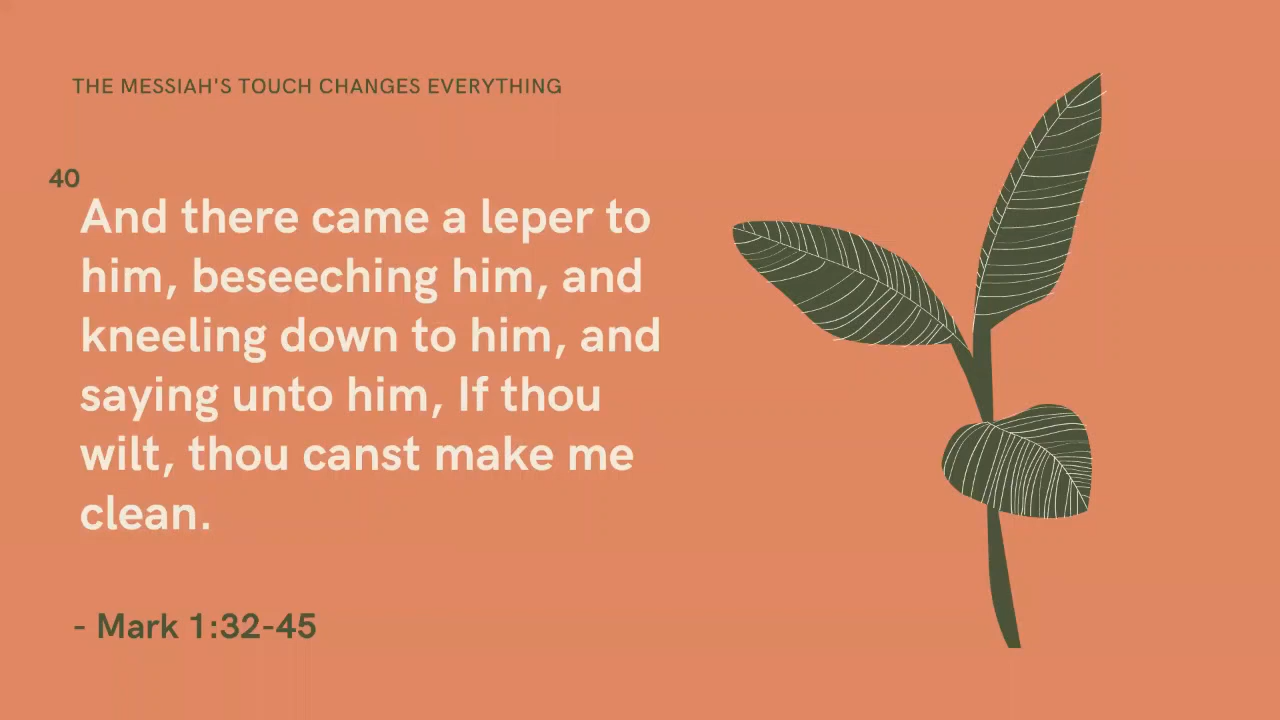 THE MESSIAH'S TOUCH CHANGES EVERYTHING
40
And there came a leper to
him, beseeching him, and
kneeling down to him, and
saying unto him, If thou
wilt, thou canst make me
clean.
- Mark 1:32-45